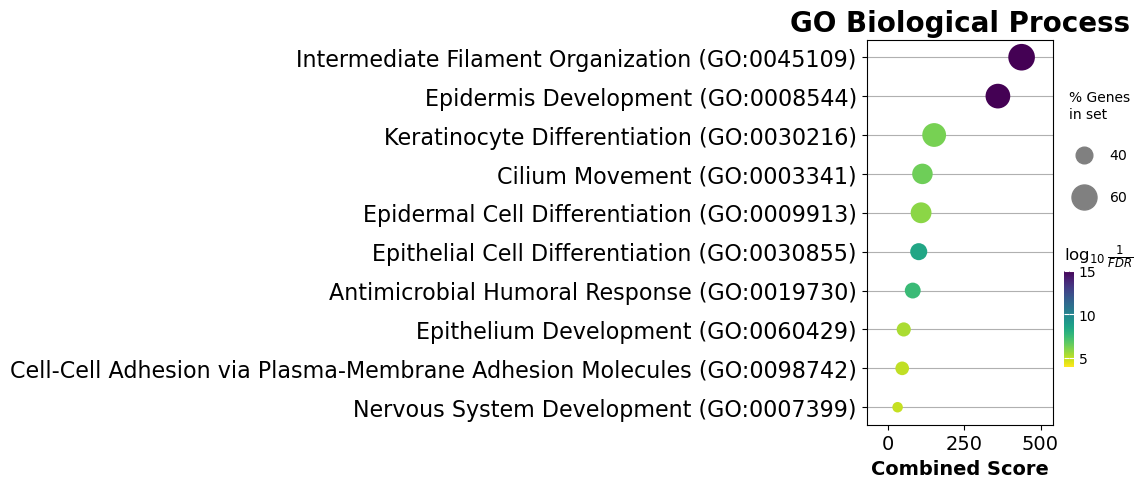 GO Biological Process
Intermediate Filament Organization (GO:0045109)
Epidermis Development (GO:0008544)
Keratinocyte Differentiation (GO:0030216)
Cilium Movement (GO:0003341)
Epidermal Cell Differentiation (GO:0009913)
Epithelial Cell Differentiation (GO:0030855)
Antimicrobial Humoral Response (GO:0019730)
Epithelium Development (GO:0060429)
Cell-Cell Adhesion via Plasma-Membrane Adhesion Molecules (GO:0098742)
Nervous System Development (GO:0007399)
0 250 500
Combined Score
% Genes
in set
40
60
log10 1/FDR
15
10
5